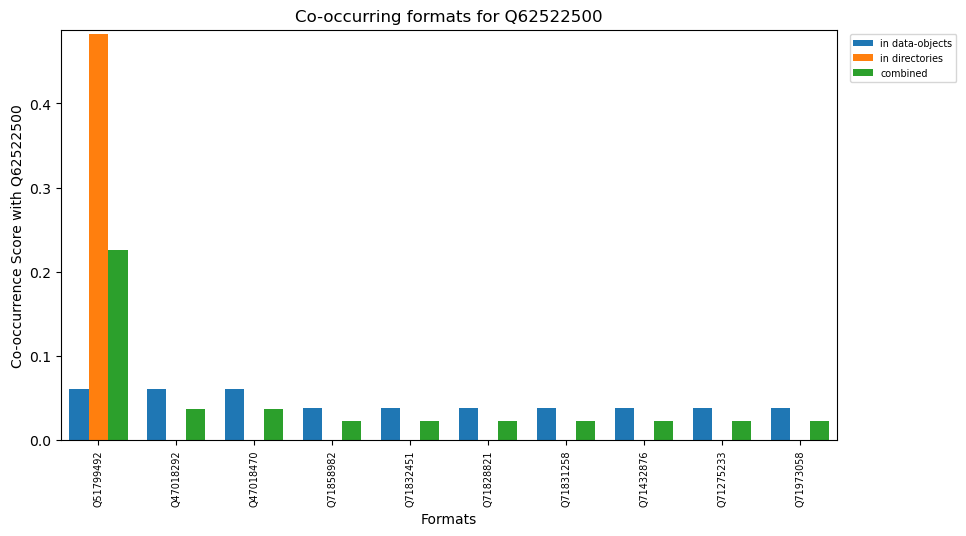 Co-occurring formats for Q62522500
in data-objects
in directories
combined
Co-occurrence Score with Q62522500
0.4
0.3
0.2
0.1
0.0
Q51799492
Q47018292
Q47018470
Q71858982
Q71832451
Q71828821
Q71831258
Q71432876
Q71275233
Q71973058
Formats